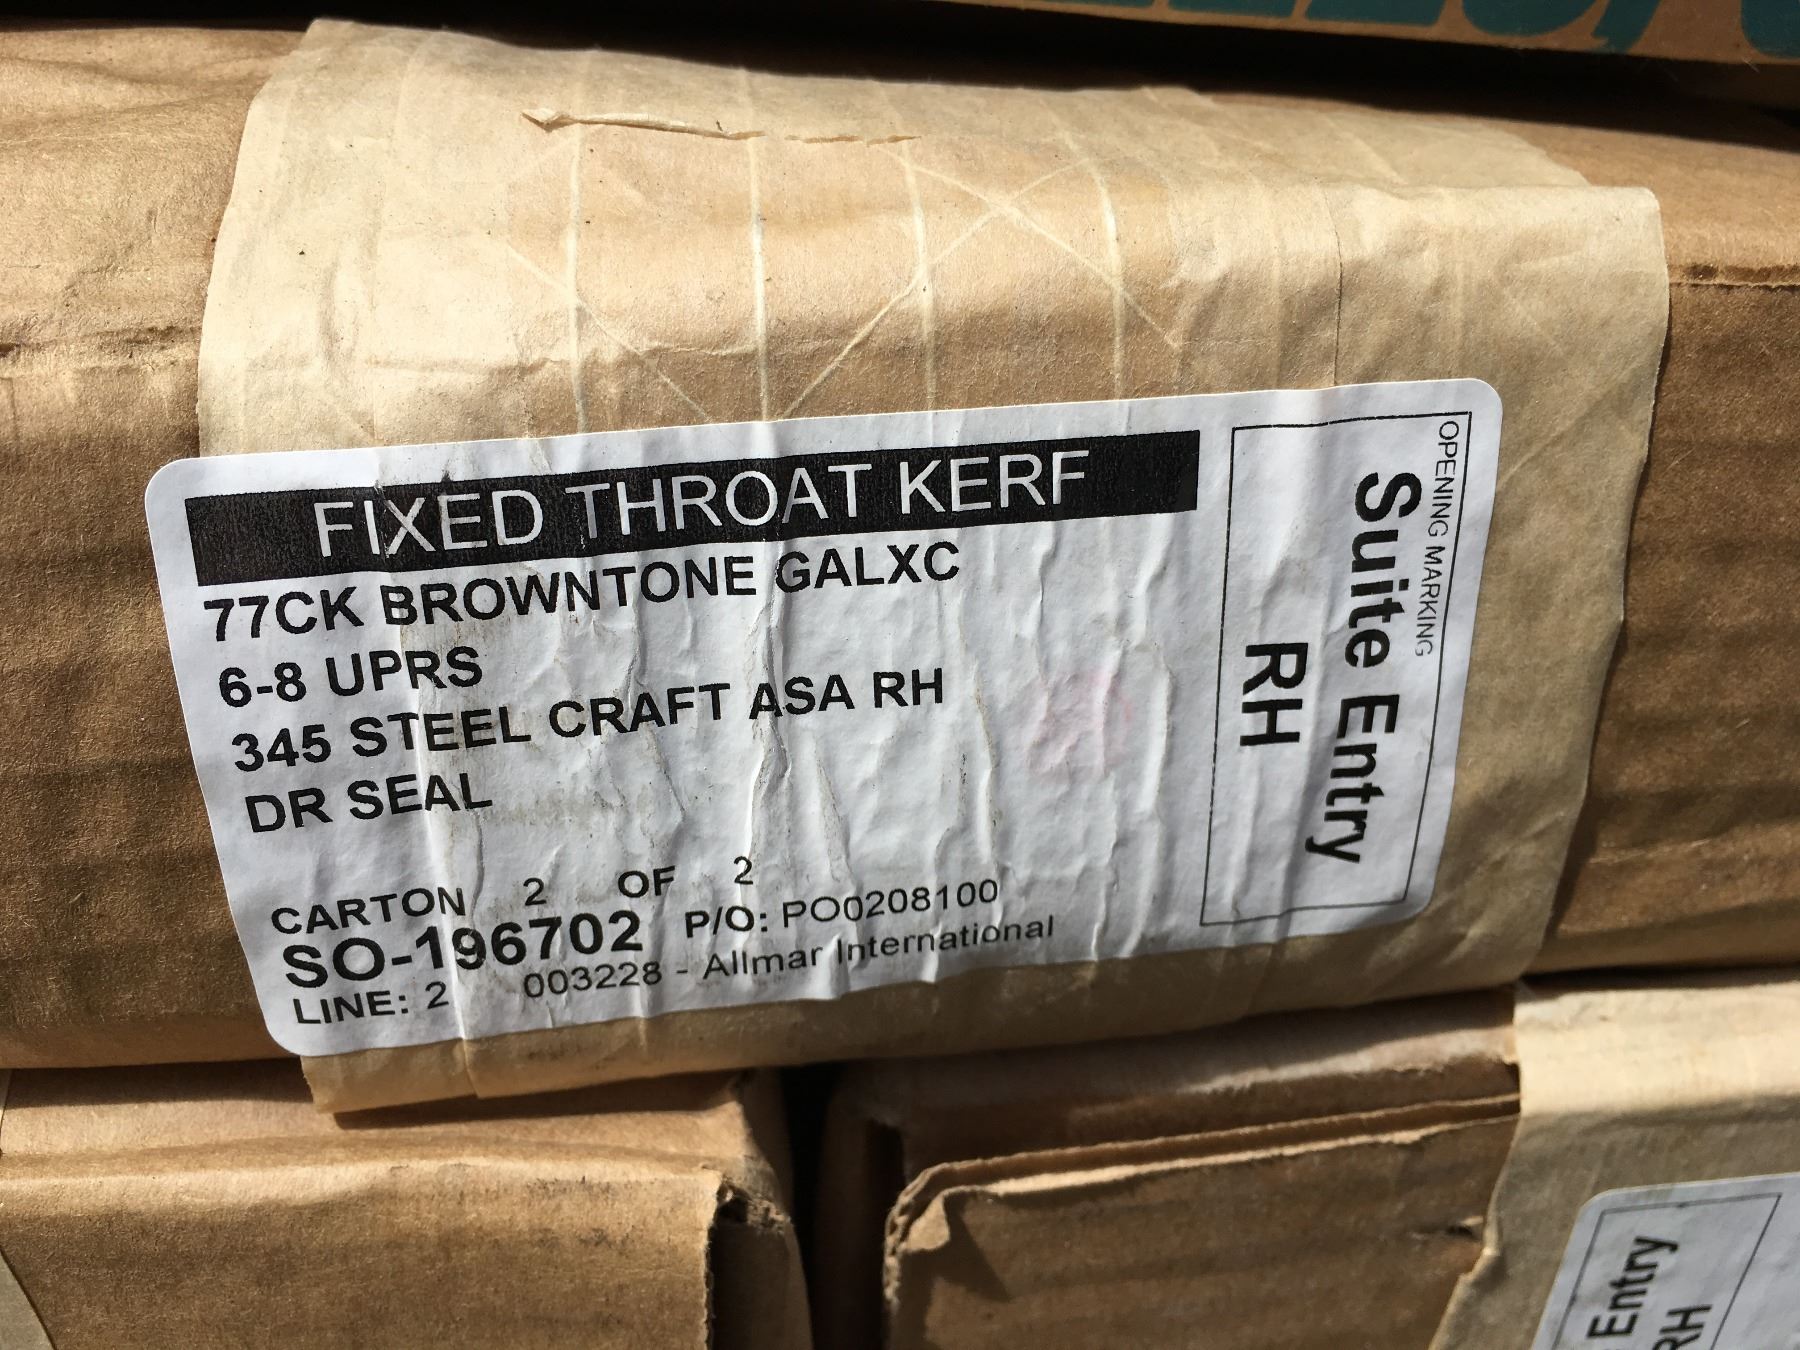 FIXED THROAT KERF
77CK BROWNTONE GALXC
6-8 UPRS
345 STEEL CRAFT ASA RH
DR SEAL
CARTON 2 OF 2
SO-196702 P/O: PO0208100
LINE: 2 003228 - Allmar International
OPENING MARKING
Suite Entry
RH
Entry
RH